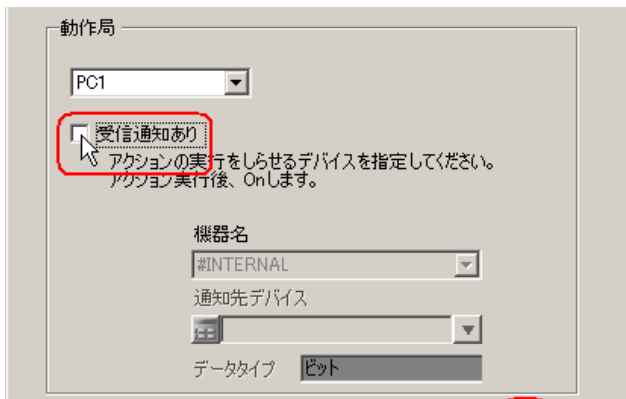 動作局
PC1
受信通知あり
アクションの実行をしらせるデバイスを指定してください。
アクション実行後、Onします。
機器名
#INTERNAL
通知先デバイス
データタイプ ビット